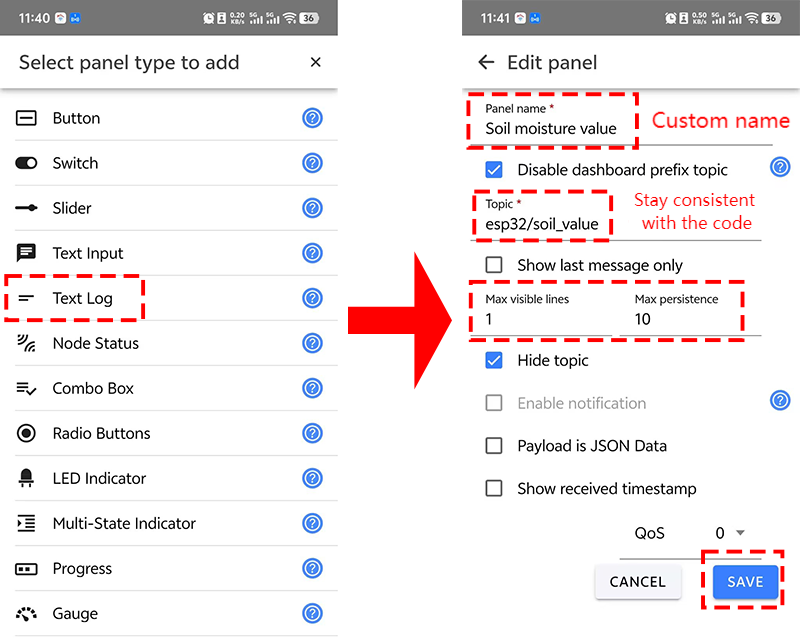 11:40
0.20 KB/s 5G 5G 36
Select panel type to add
Button
Switch
Slider
Text Input
Text Log
Node Status
Combo Box
Radio Buttons
LED Indicator
Multi-State Indicator
Progress
Gauge
11:41
0.50 KB/s 5G 5G 36
Edit panel
Panel name *
Soil moisture value
Custom name
Disable dashboard prefix topic
Topic *
esp32/soil_value
Stay consistent
with the code
Show last message only
Max visible lines Max persistence
1 10
Hide topic
Enable notification
Payload is JSON Data
Show received timestamp
QoS 0
CANCEL SAVE